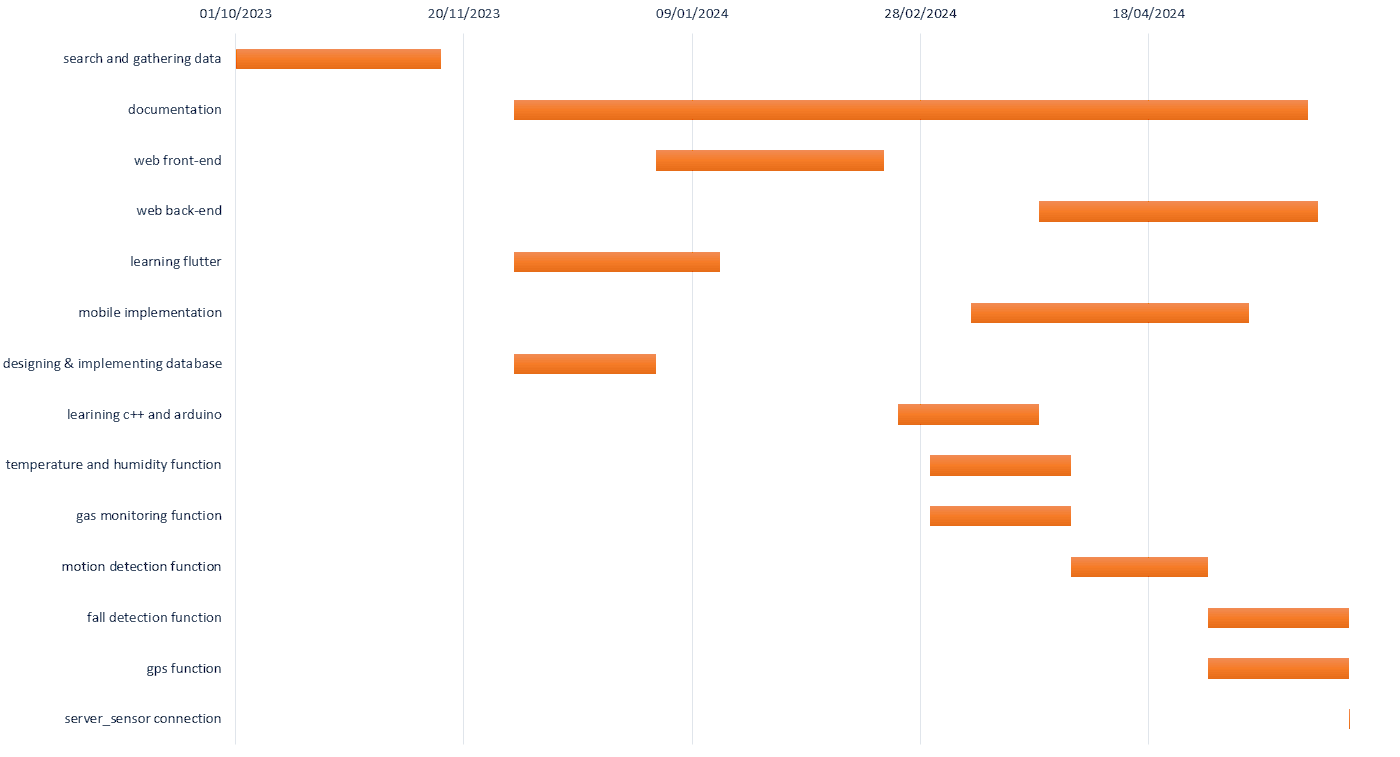 01/10/2023
20/11/2023
09/01/2024
28/02/2024
18/04/2024
search and gathering data
documentation
web front-end
web back-end
learning flutter
mobile implementation
designing & implementing database
learining c++ and arduino
temperature and humidity function
gas monitoring function
motion detection function
fall detection function
gps function
server_sensor connection